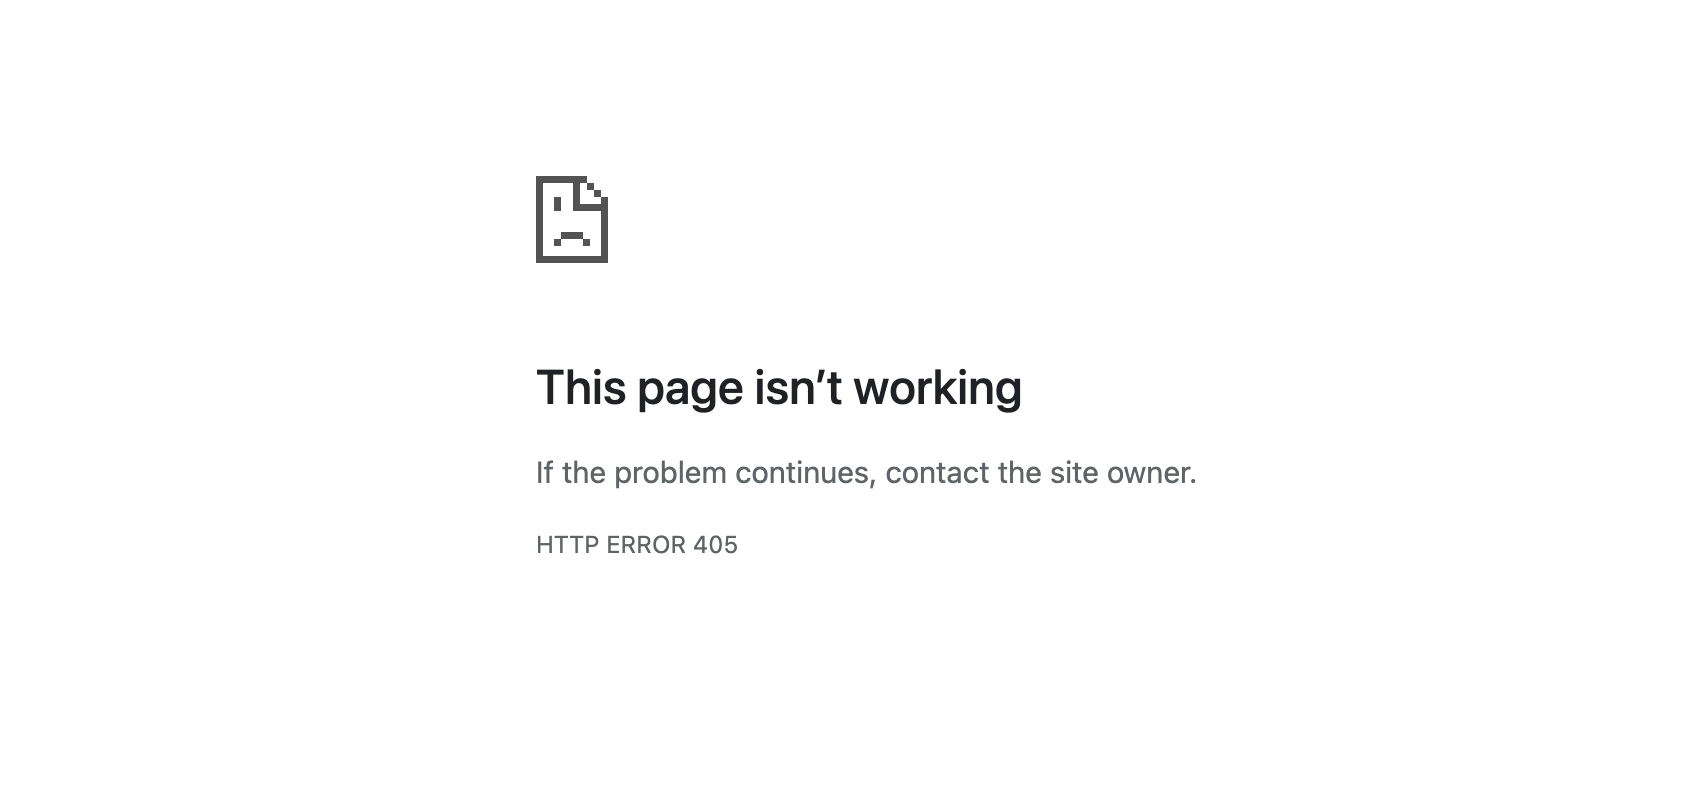 This page isn’t working
If the problem continues, contact the site owner.
HTTP ERROR 405